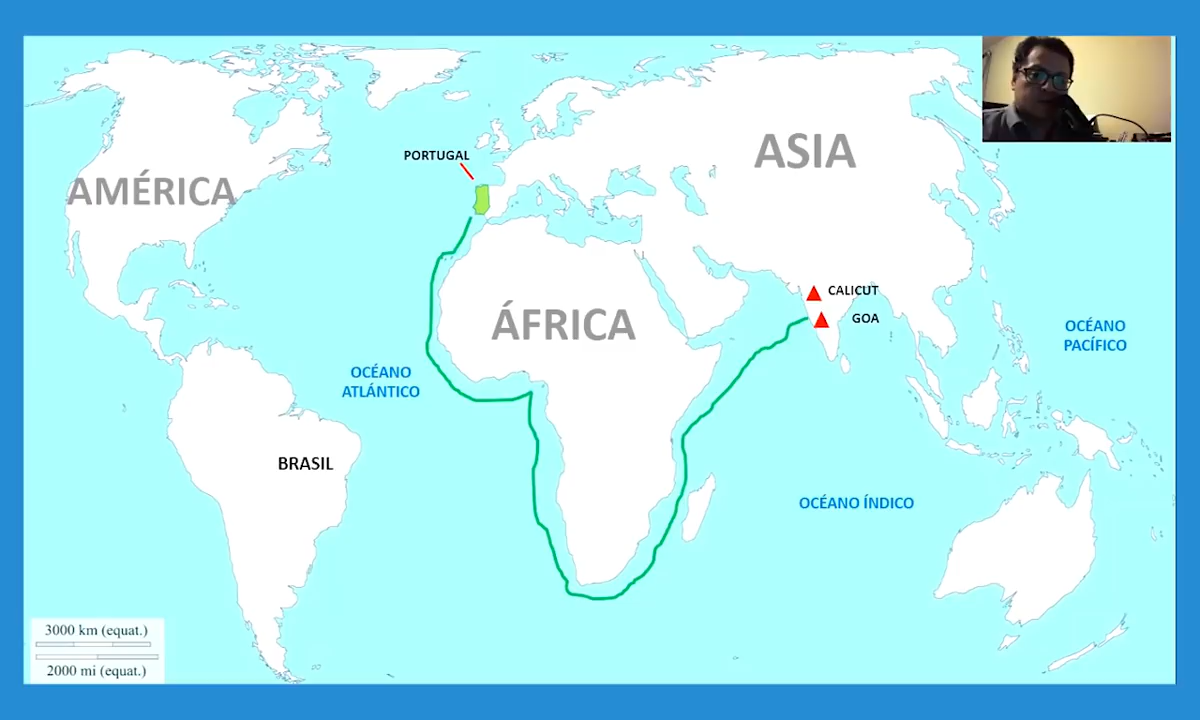 PORTUGAL
ASIA
AMÉRICA
CALICUT
GOA
ÁFRICA
OCÉANO
PACÍFICO
OCÉANO
ATLÁNTICO
BRASIL
OCÉANO ÍNDICO
3000 km (equat.)
2000 mi (equat.)